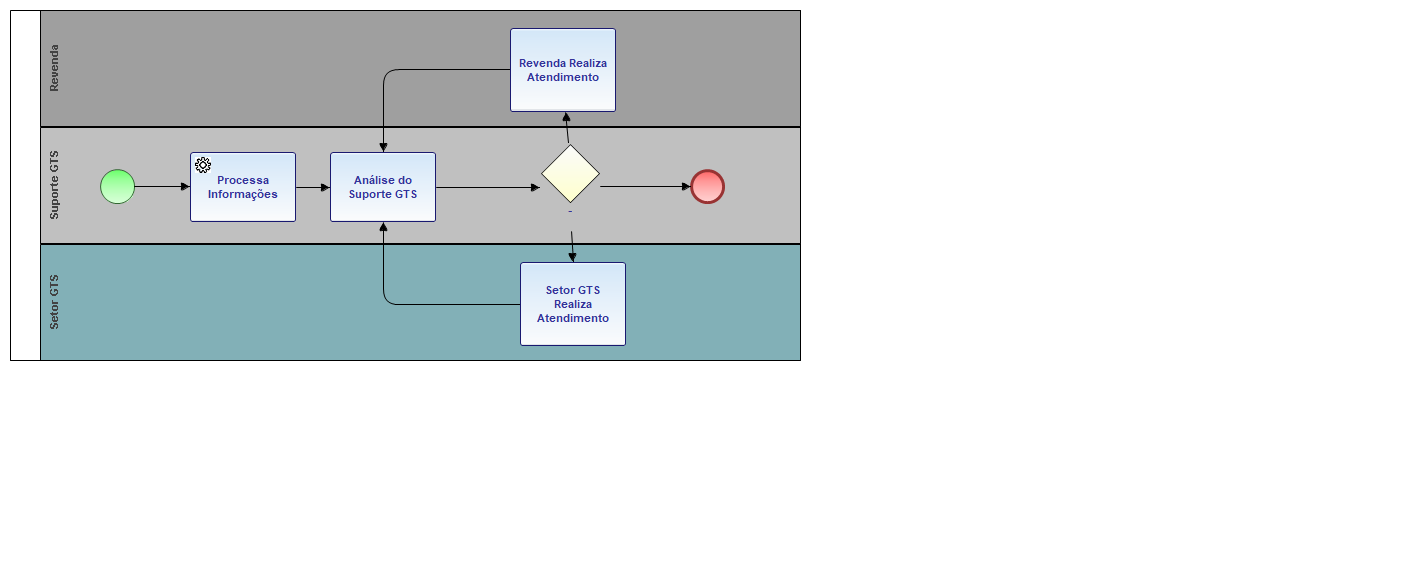 Revenda
Revenda Realiza
Atendimento
Suporte GTS
Processa
Informações
Análise do
Suporte GTS
-
Setor GTS
Setor GTS
Realiza
Atendimento